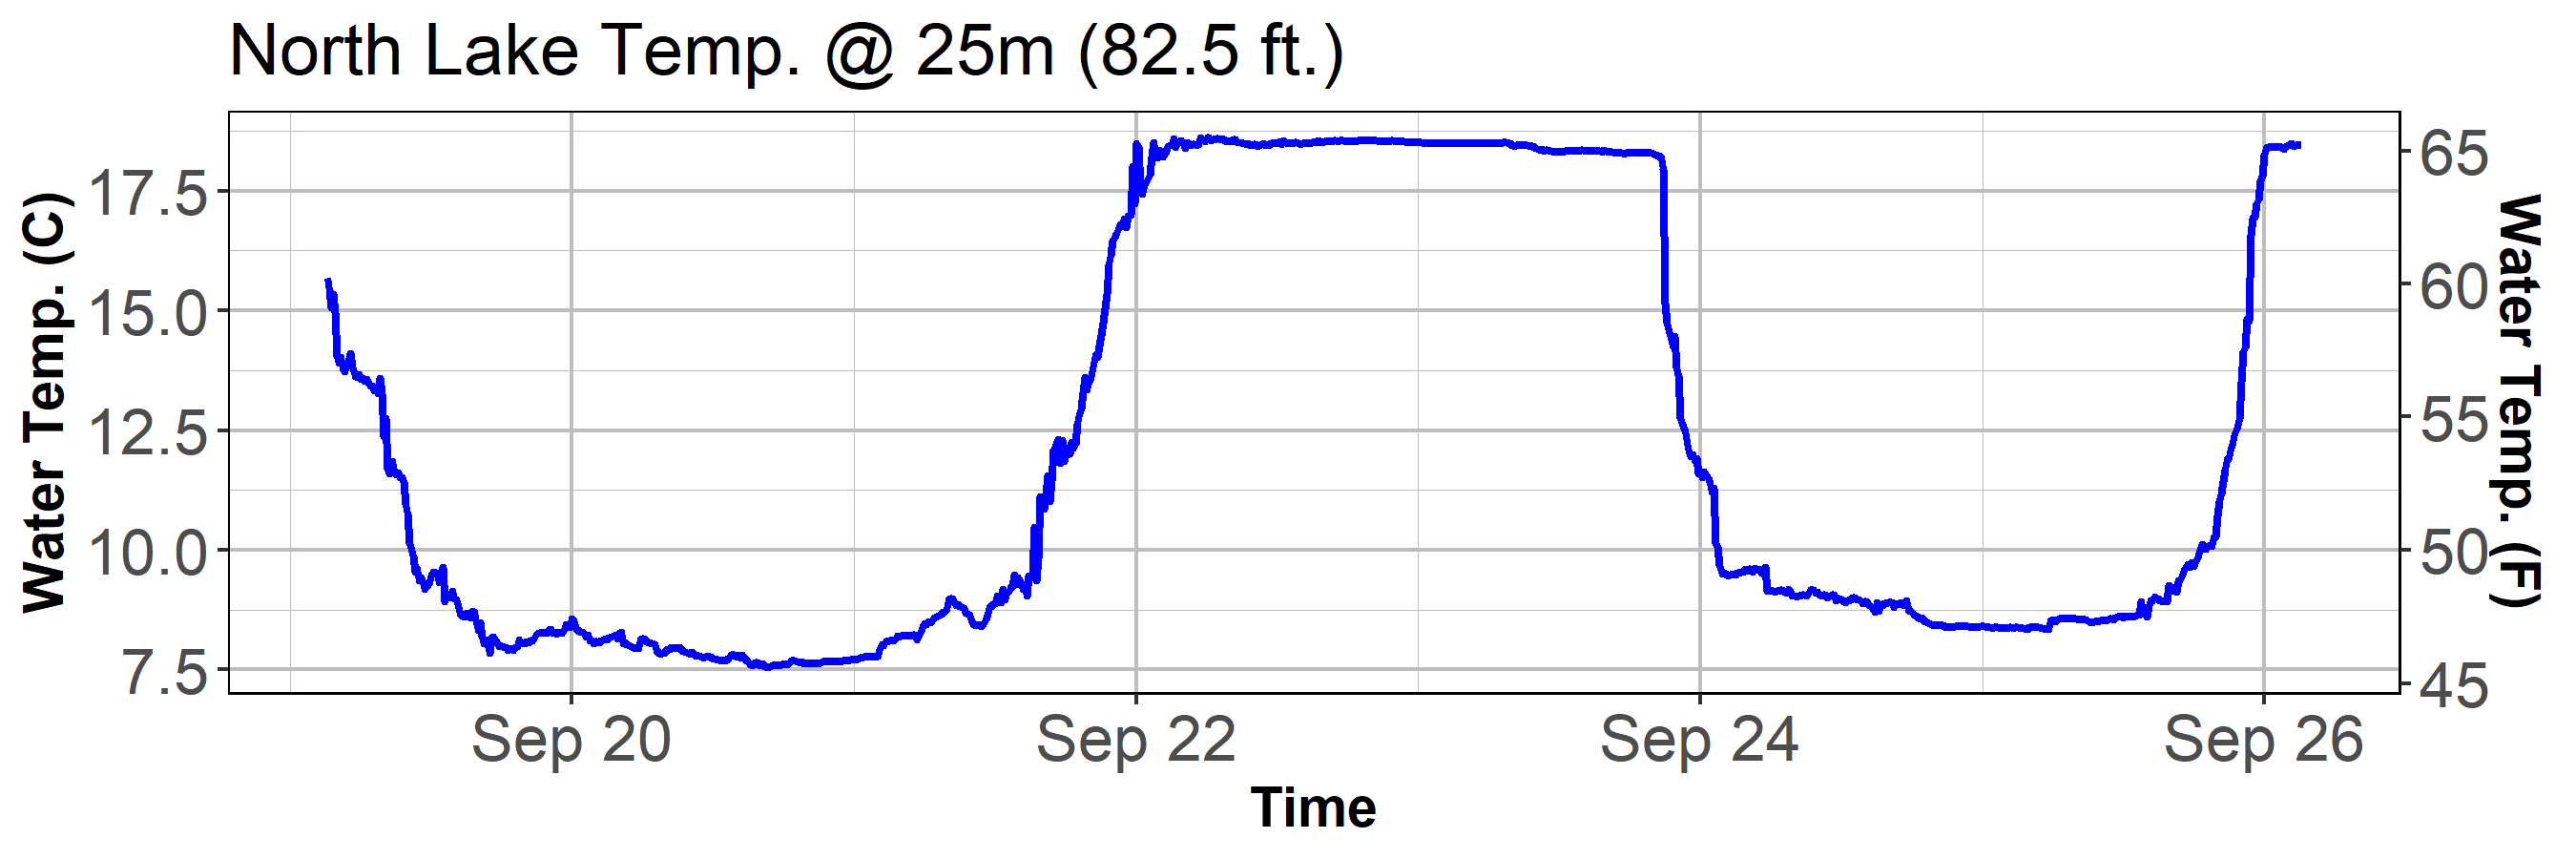 North Lake Temp. @ 25m (82.5 ft.)
Water Temp. (C)
17.5
15.0
12.5
10.0
7.5
65
60
55
50
45
Water Temp. (F)
Sep 20 Sep 22 Sep 24 Sep 26
Time